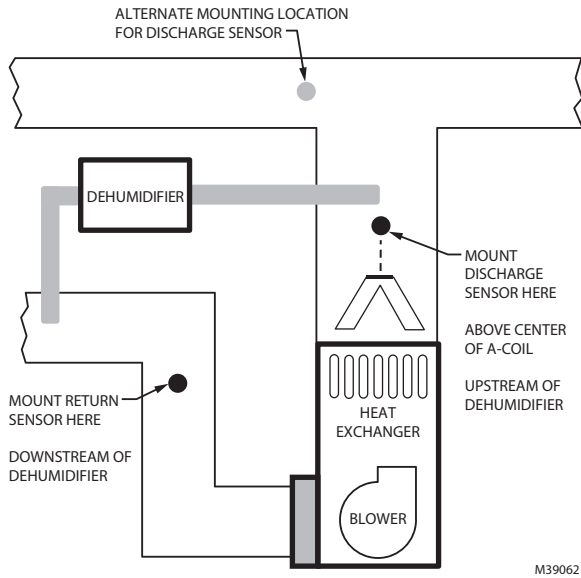 ALTERNATE MOUNTING LOCATION
FOR DISCHARGE SENSOR
DEHUMIDIFIER
MOUNT
DISCHARGE
SENSOR HERE
ABOVE CENTER
OF A-COIL
UPSTREAM OF
DEHUMIDIFIER
MOUNT RETURN
SENSOR HERE
DOWNSTREAM OF
DEHUMIDIFIER
HEAT
EXCHANGER
BLOWER
M39062